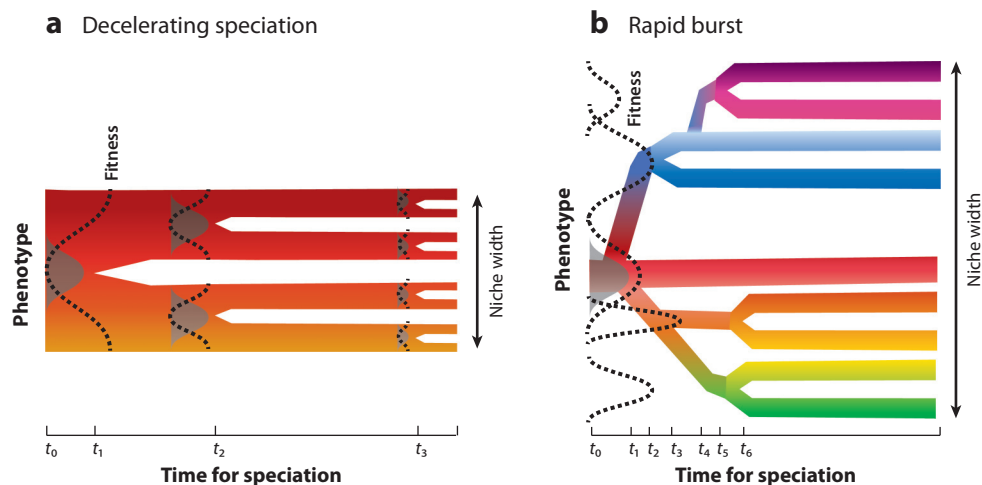 a Decelerating speciation
Fitness
Phenotype
Niche width
t0 t1 t2 t3
Time for speciation
b Rapid burst
Fitness
Phenotype
Niche width
t0 t1 t2 t3 t4 t5 t6
Time for speciation